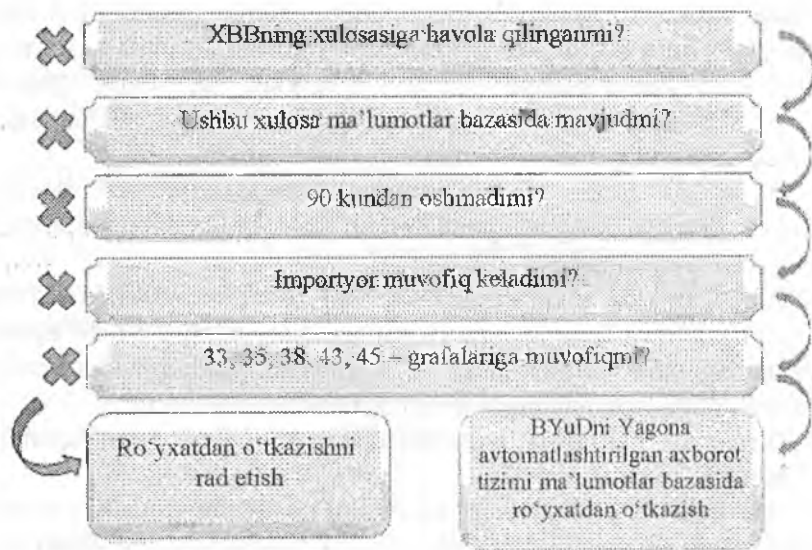 XBBning xulosasiga havola qilinganmi?
Ushbu xulosa ma’lumotlar bazasida mavjudmi?
90 kundan oshmadimi?
Importyor muvofiq keladimi?
33, 35, 38, 43, 45 – grafalariga muvofiqmi?
Ro‘yxatdan o‘tkazishni
rad etish
BYuDni Yagona
avtomatlashtirilgan axborot
tizimi ma’lumotlar bazasida
ro‘yxatdan o‘tkazish